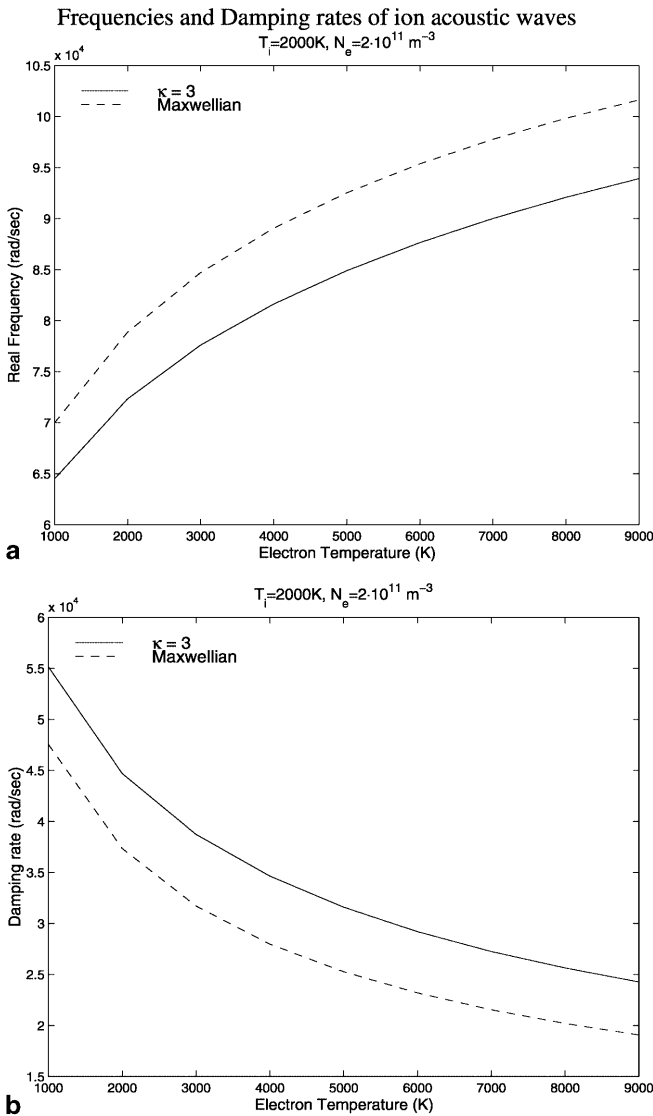 Frequencies and Damping rates of ion acoustic waves
T_i=2000K, N_e=2·10^11 m^−3
x 10^4
10.5
κ = 3
Maxwellian
10
9.5
9
8.5
8
7.5
7
6.5
6
Real Frequency (rad/sec)
1000 2000 3000 4000 5000 6000 7000 8000 9000
Electron Temperature (K)
a
T_i=2000K, N_e=2·10^11 m^−3
x 10^4
6
κ = 3
Maxwellian
5.5
5
4.5
4
3.5
3
2.5
2
1.5
Damping rate (rad/sec)
1000 2000 3000 4000 5000 6000 7000 8000 9000
Electron Temperature (K)
b